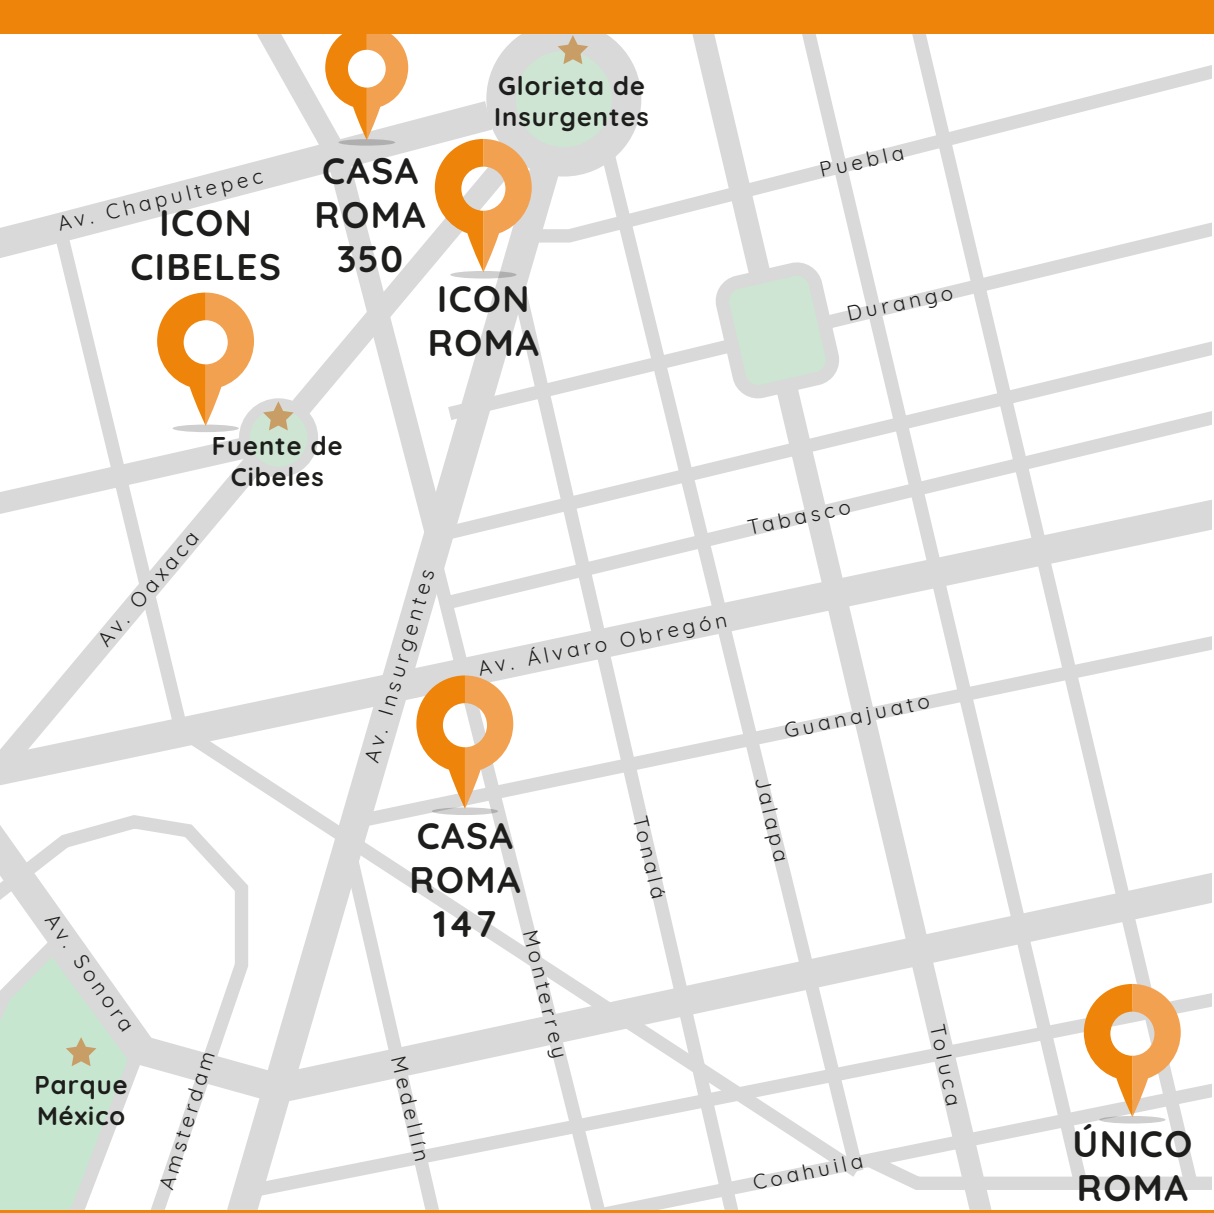 Glorieta de
Insurgentes
Puebla
CASA
ROMA
350
Av. Chapultepec
ICON
CIBELES
ICON
ROMA
Durango
Fuente de
Cibeles
Tabasco
Av. Oaxaca
Av. Insurgentes
Av. Álvaro Obregón
Guanajuato
Jalapa
Tonalá
CASA
ROMA
147
Av. Sonora
Monterrey
Toluca
Parque
México
Amsterdam
Medellín
Coahuila
ÚNICO
ROMA